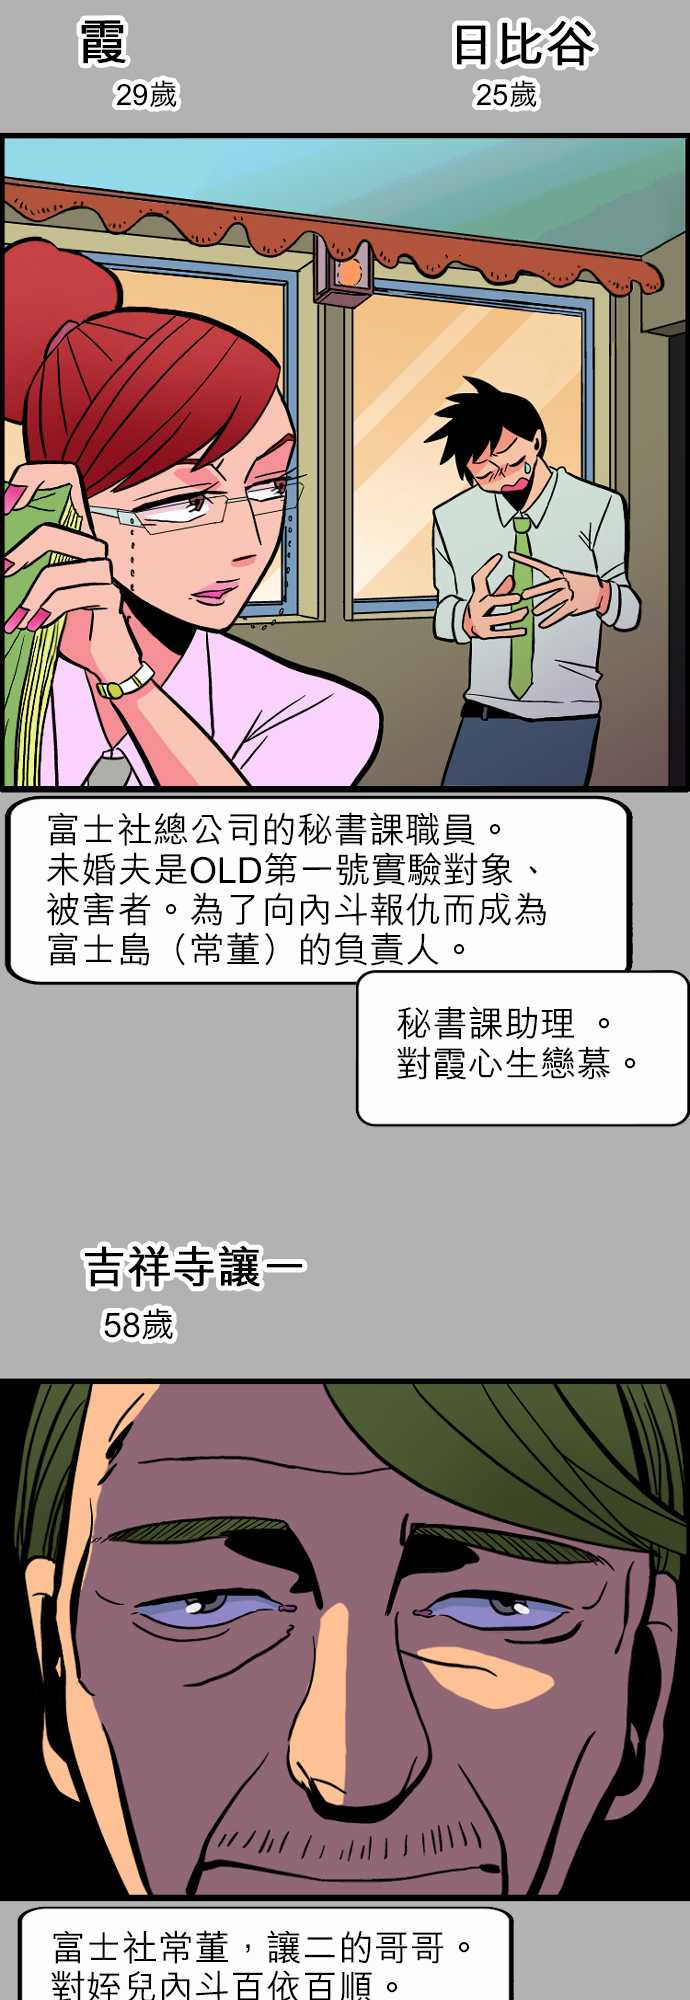 霞
29歲
日比谷
25歲
富士社總公司的秘書課職員。
未婚夫是OLD第一號實驗對象、
被害者。為了向內斗報仇而成為
富士島（常董）的負責人。
秘書課助理 。
對霞心生戀慕。
吉祥寺讓一
58歲
富士社常董，讓二的哥哥。
對姪兒內斗百依百順。